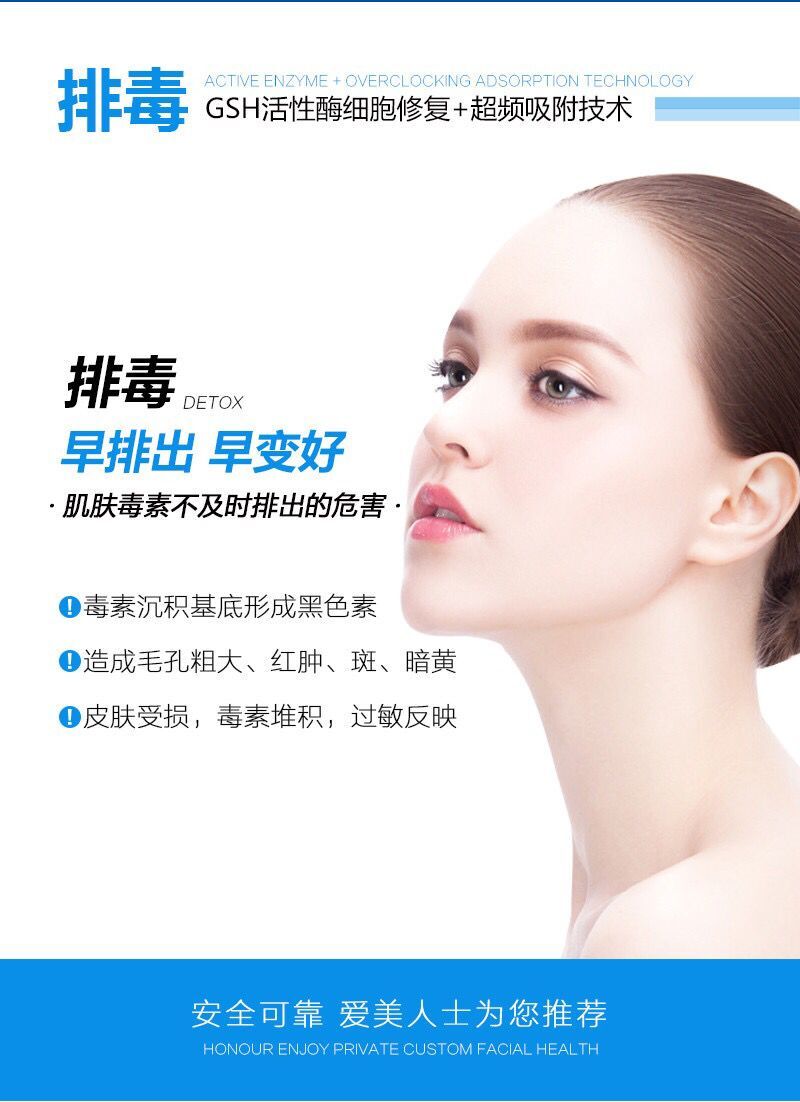 排毒
ACTIVE ENZYME + OVERCLOCKING ADSORPTION TECHNOLOGY
GSH活性酶细胞修复+超频吸附技术
排毒 DETOX
早排出 早变好
· 肌肤毒素不及时排出的危害 ·
! 毒素沉积基底形成黑色素
! 造成毛孔粗大、红肿、斑、暗黄
! 皮肤受损，毒素堆积，过敏反映
安全可靠 爱美人士为您推荐
HONOUR ENJOY PRIVATE CUSTOM FACIAL HEALTH